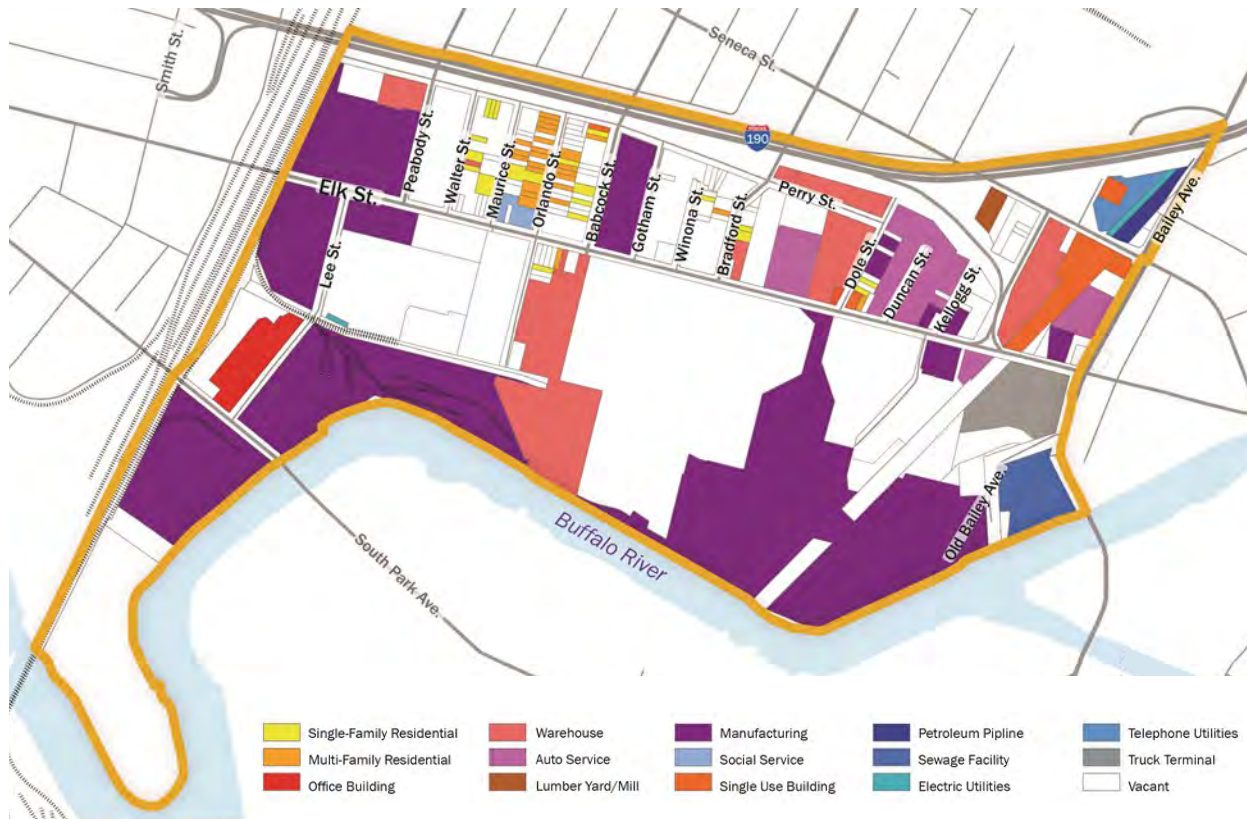 Smith St.
Seneca St.
INTERSTATE
190
Peabody St.
Walter St.
Maurice St.
Orlando St.
Babcock St.
Gotham St.
Winona St.
Bradford St.
Perry St.
Bailey Ave.
Elk St.
Lee St.
Dole St.
Duncan St.
Kellogg St.
Old Bailey Ave.
Buffalo River
South Park Ave.
Single-Family Residential
Warehouse
Manufacturing
Petroleum Pipline
Telephone Utilities
Multi-Family Residential
Auto Service
Social Service
Sewage Facility
Truck Terminal
Office Building
Lumber Yard/Mill
Single Use Building
Electric Utilities
Vacant